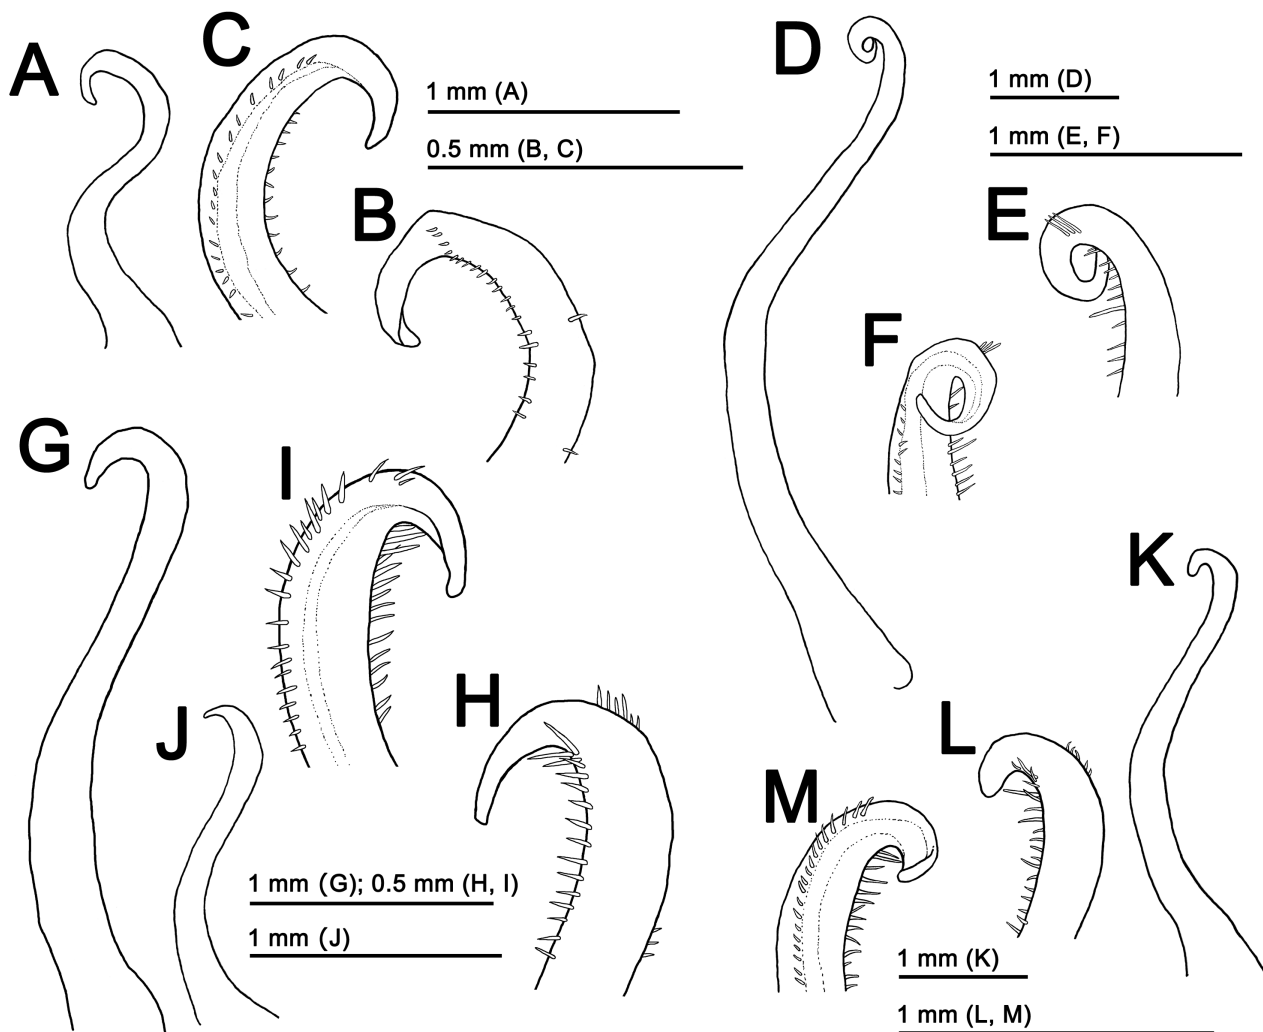 A
C
1 mm (A)
0.5 mm (B, C)
B
D
1 mm (D)
1 mm (E, F)
E
F
G
I
H
J
1 mm (G); 0.5 mm (H, I)
1 mm (J)
K
L
M
1 mm (K)
1 mm (L, M)